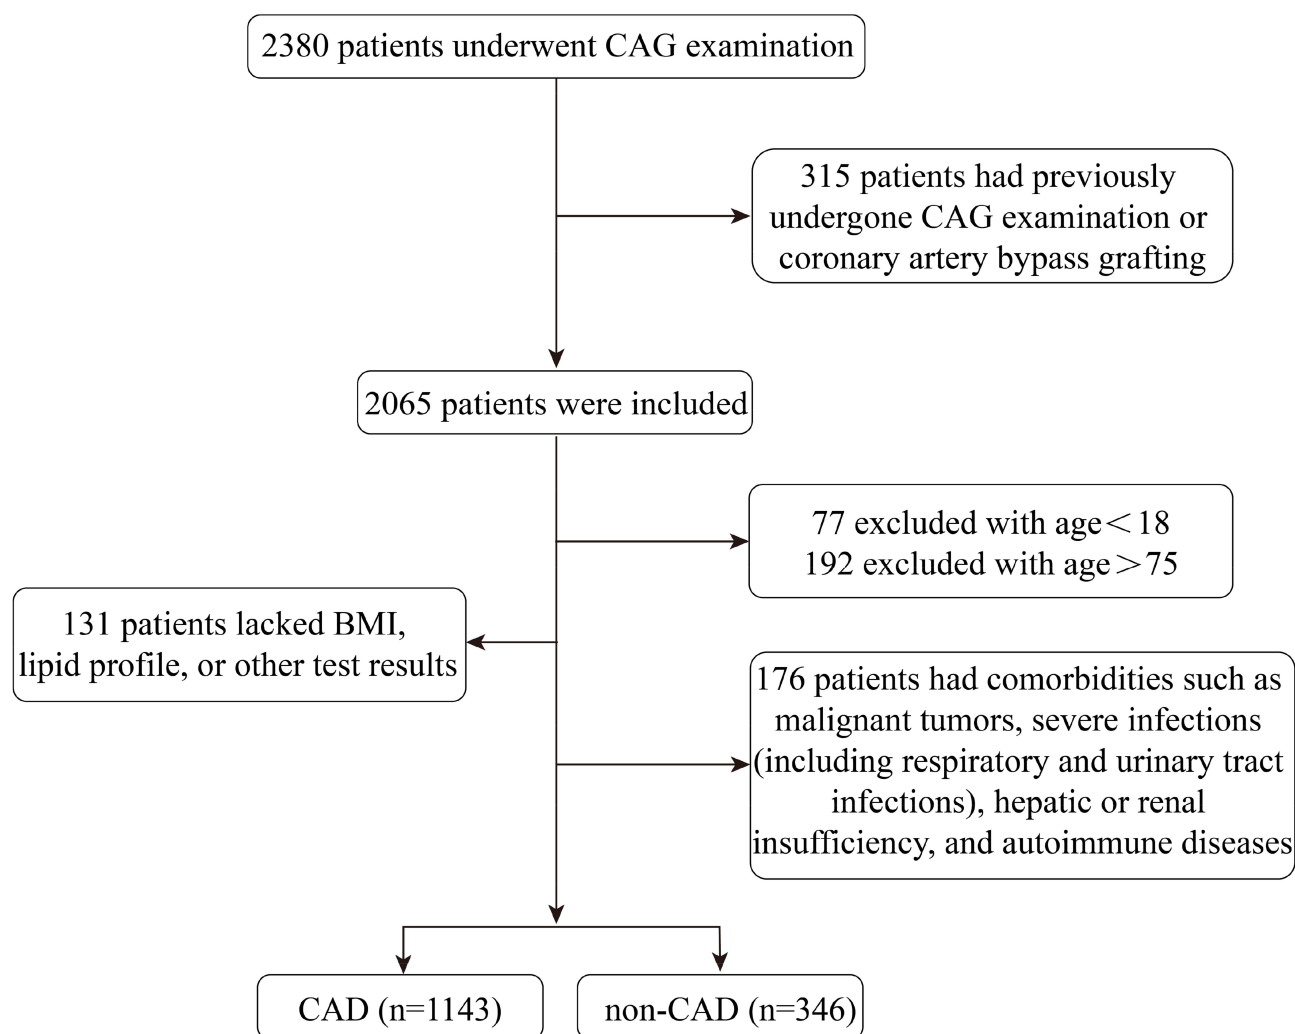 2380 patients underwent CAG examination
315 patients had previously
undergone CAG examination or
coronary artery bypass grafting
2065 patients were included
77 excluded with age<18
192 excluded with age>75
131 patients lacked BMI,
lipid profile, or other test results
176 patients had comorbidities such as
malignant tumors, severe infections
(including respiratory and urinary tract
infections), hepatic or renal
insufficiency, and autoimmune diseases
CAD (n=1143)
non-CAD (n=346)